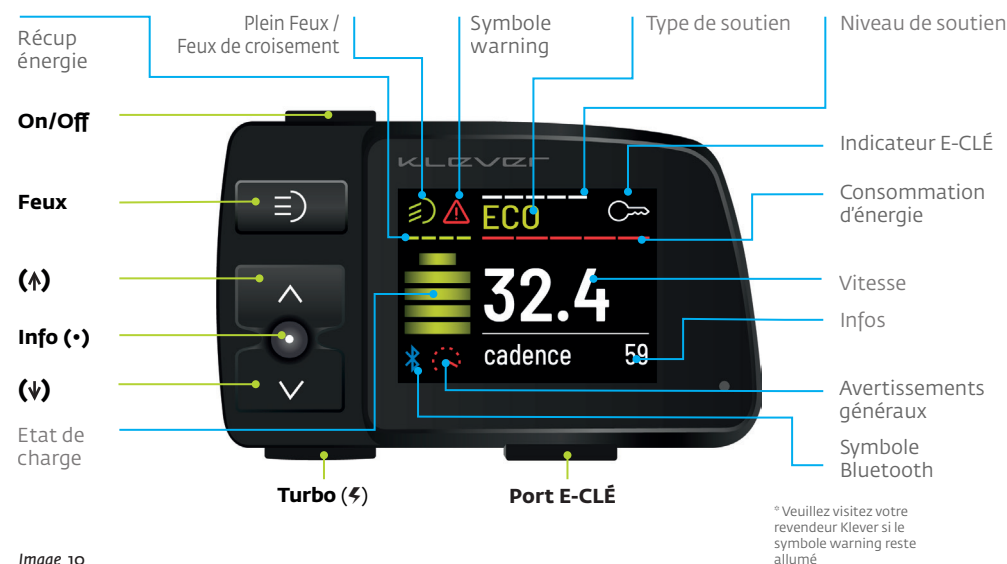 Récup
énergie
Plein Feux /
Feux de croisement
Symbole
warning
Type de soutien
Niveau de soutien
On/Off
Feux
(↑)
Info (•)
(↓)
Etat de
charge
KLEVER
ECO
32.4
cadence 59
Indicateur E-CLÉ
Consommation
d'énergie
Vitesse
Infos
Avertissements
généraux
Symbole
Bluetooth
Turbo (⚡)
Port E-CLÉ
* Veuillez visitez votre
revendeur Klever si le
symbole warning reste
allumé
Image 10